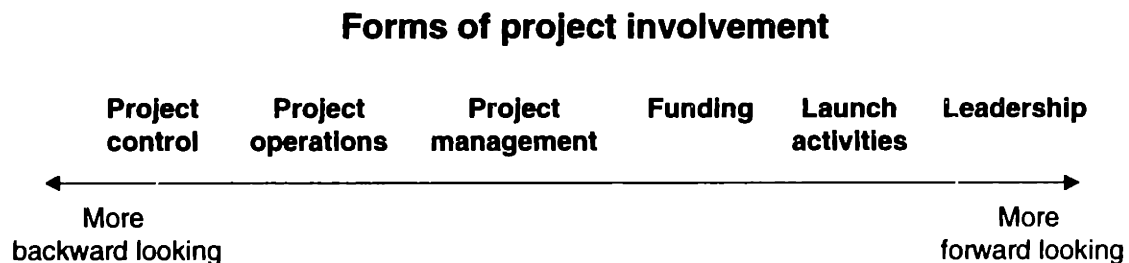 Forms of project involvement
Project control
Project operations
Project management
Funding
Launch activities
Leadership
More backward looking
More forward looking